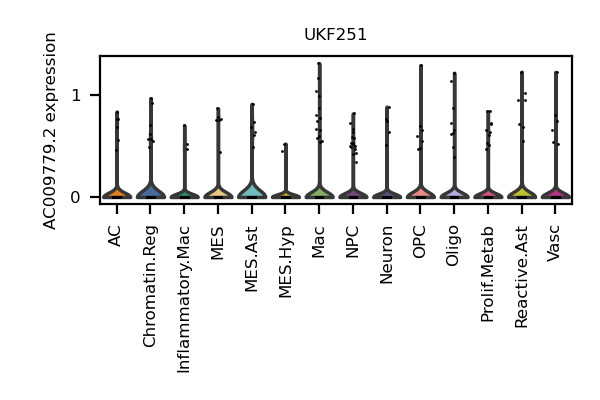 UKF251
AC009779.2 expression
1
0
AC
Chromatin.Reg
Inflammatory.Mac
MES
MES.Ast
MES.Hyp
Mac
NPC
Neuron
OPC
Oligo
Prolif.Metab
Reactive.Ast
Vasc